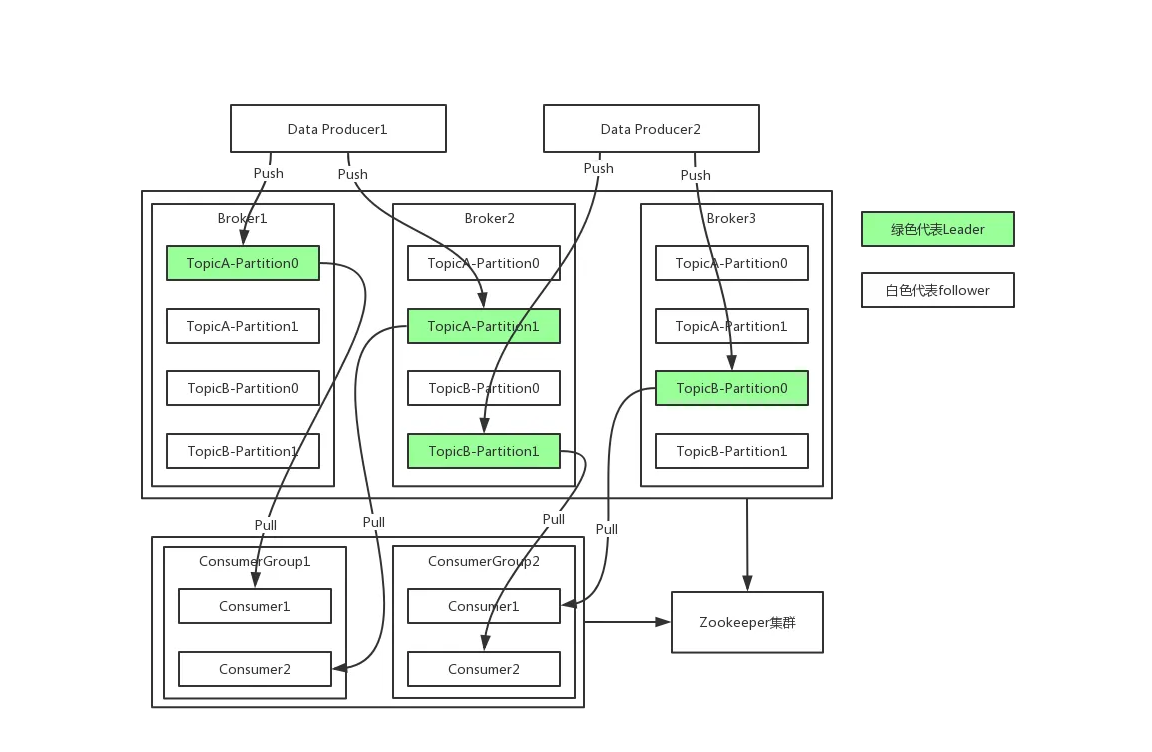 Data Producer1
Data Producer2
Push
Push
Push
Push
Broker1
TopicA-Partition0
TopicA-Partition1
TopicB-Partition0
TopicB-Partition1
Broker2
TopicA-Partition0
TopicA-Partition1
TopicB-Partition0
TopicB-Partition1
Broker3
TopicA-Partition0
TopicA-Partition1
TopicB-Partition0
TopicB-Partition1
绿色代表Leader
白色代表follower
Pull
Pull
Pull
Pull
ConsumerGroup1
Consumer1
Consumer2
ConsumerGroup2
Consumer1
Consumer2
Zookeeper集群